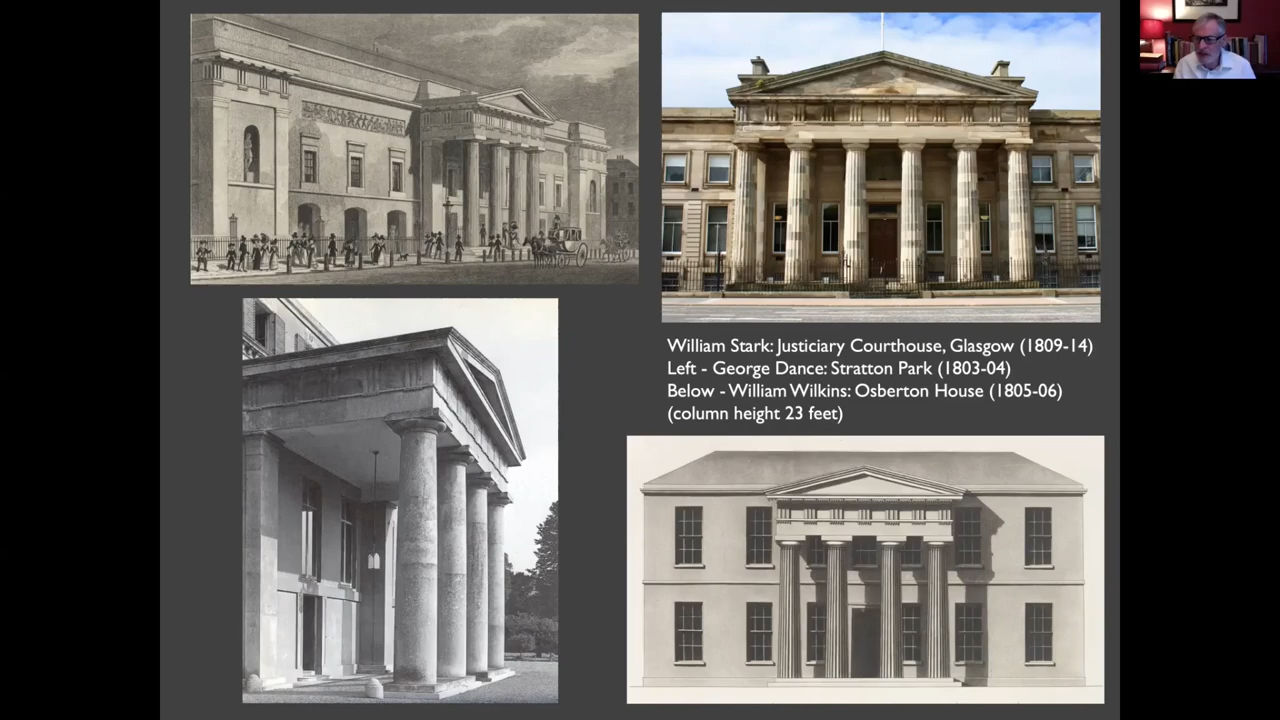 William Stark: Justiciary Courthouse, Glasgow (1809-14)
Left - George Dance: Stratton Park (1803-04)
Below - William Wilkins: Osberton House (1805-06)
(column height 23 feet)